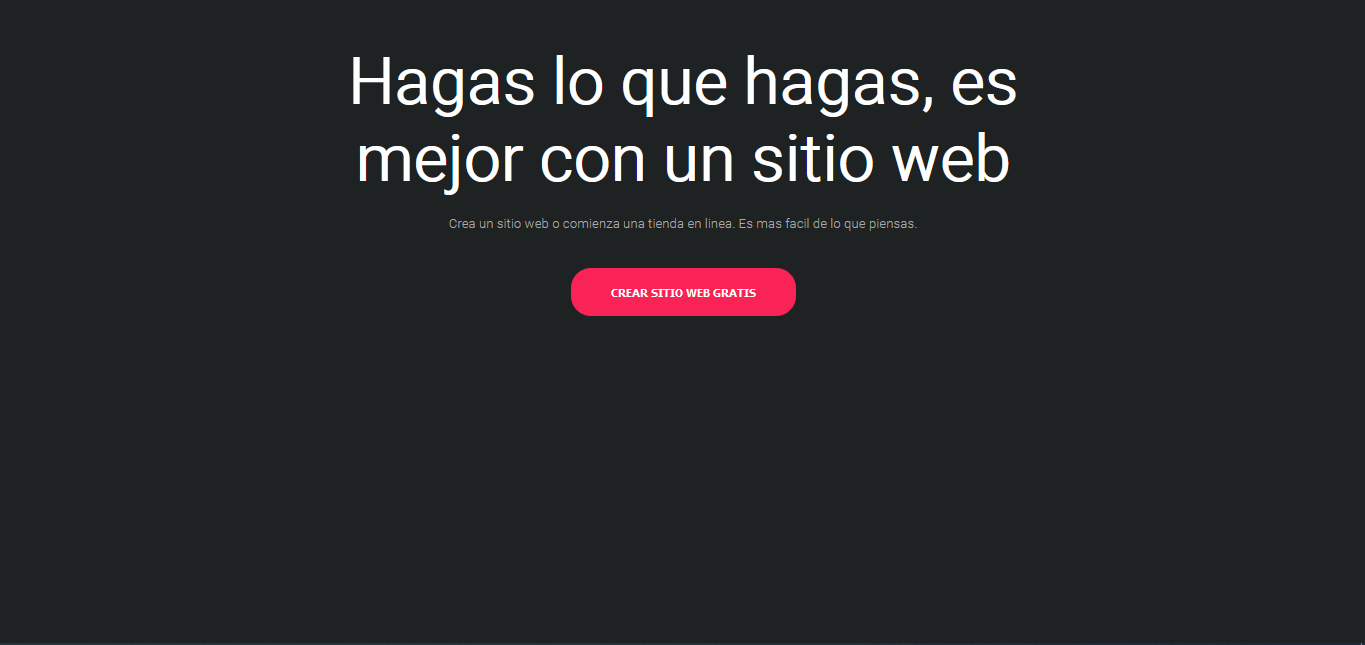 Hagas lo que hagas, es
mejor con un sitio web
Crea un sitio web o comienza una tienda en linea. Es mas facil de lo que piensas.
CREAR SITIO WEB GRATIS